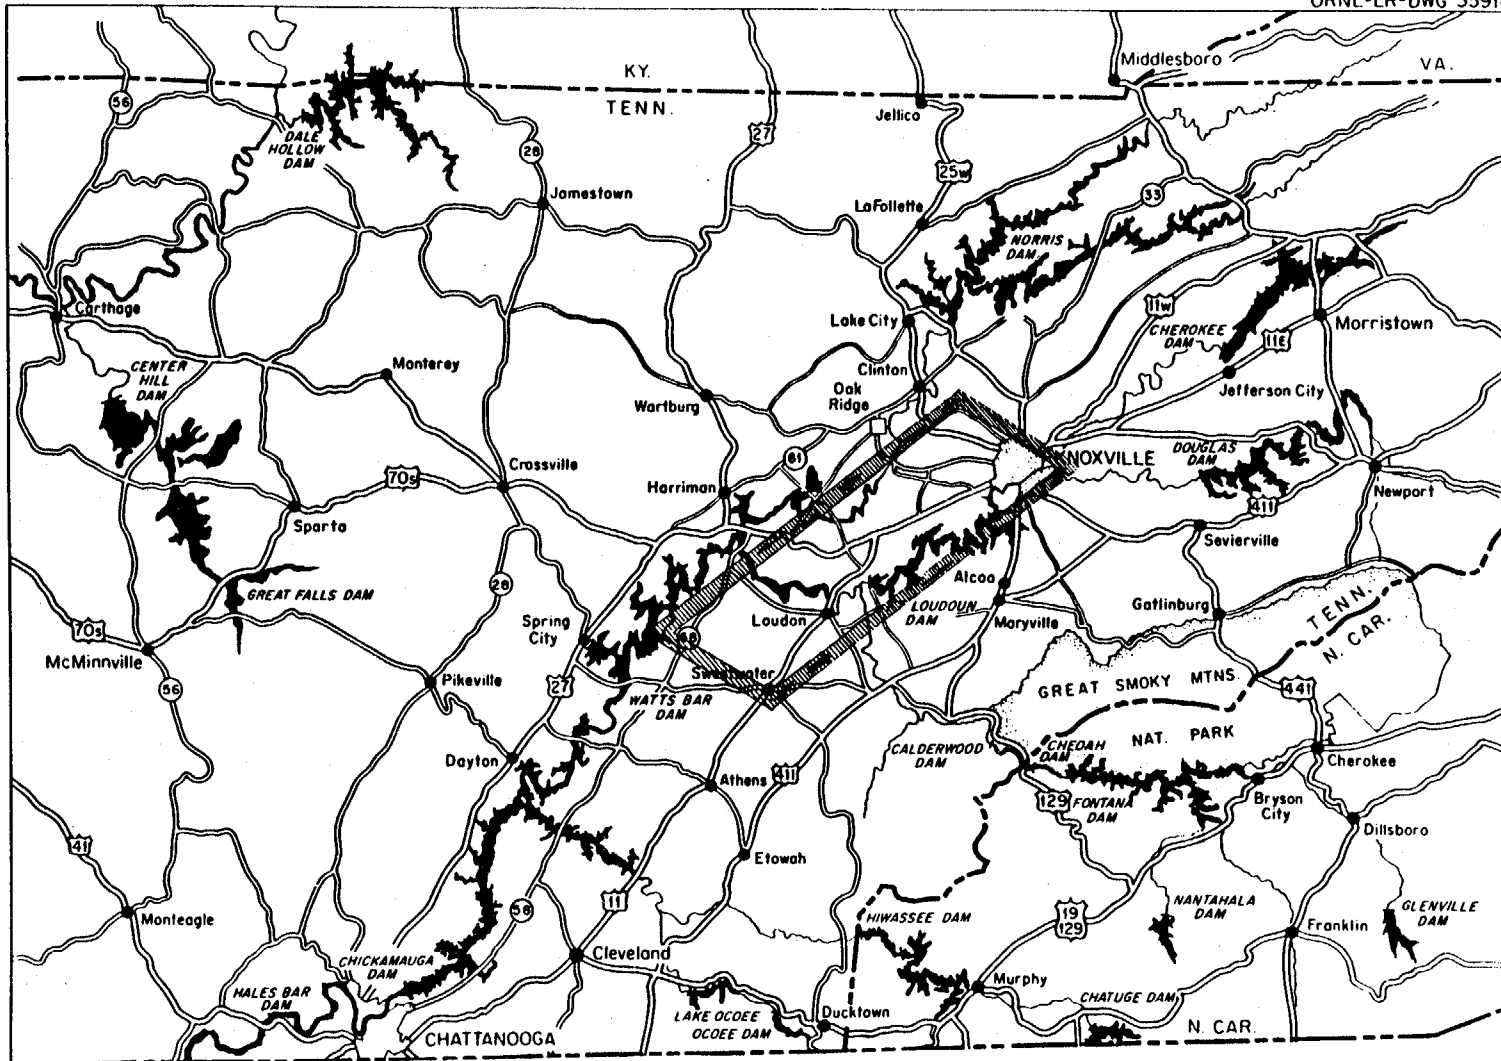 ORNL-LR-DWG 5591
Middlesboro
KY.
VA.
TENN.
56
Jellico
27
DALE
HOLLOW
DAM
28
25W
33
Jamestown
LaFollette
NORRIS
DAM
Carthage
11W
Lake City
Morristown
CHEROKEE
DAM
11E
CENTER
HILL
DAM
Monterey
Clinton
Oak
Ridge
Jefferson City
Wartburg
61
KNOXVILLE
DOUGLAS
DAM
Crossville
70S
Harriman
Newport
411
Sparta
Sevierville
28
Alcoa
GREAT FALLS DAM
LOUDOUN
DAM
Gatlinburg
TENN.
N. CAR.
Spring
City
Loudon
Maryville
70S
68
McMinnville
Sweetwater
Pikeville
27
56
GREAT SMOKY MTNS.
441
WATTS BAR
DAM
NAT. PARK
CALDERWOOD
DAM
CHEOAH
DAM
Dayton
Cherokee
Athens
411
129
FONTANA
DAM
Bryson
City
Dillsboro
41
Etowah
58
11
NANTAHALA
DAM
GLENVILLE
DAM
19
129
HIWASSEE DAM
Monteagle
Franklin
Cleveland
CHICKAMAUGA
DAM
Murphy
HALES BAR
DAM
CHATUGE DAM
LAKE OCOEE
OCOEE DAM
Ducktown
N. CAR.
CHATTANOOGA